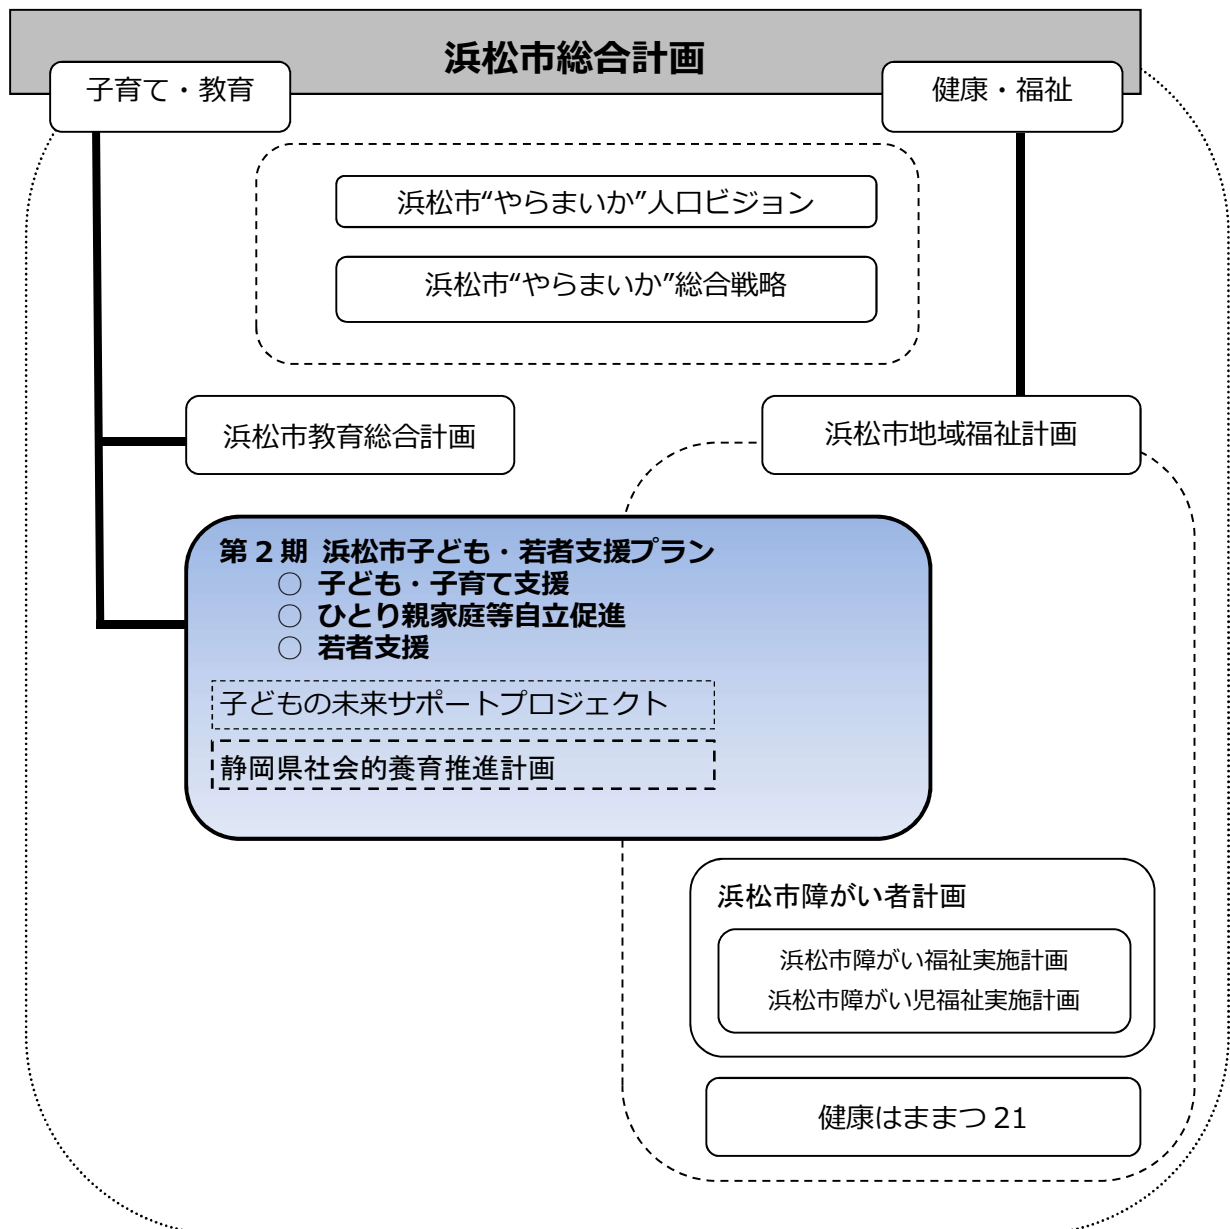 浜松市総合計画
子育て・教育
健康・福祉
浜松市“やらまいか”人口ビジョン
浜松市“やらまいか”総合戦略
浜松市教育総合計画
浜松市地域福祉計画
第２期 浜松市子ども・若者支援プラン
○ 子ども・子育て支援
○ ひとり親家庭等自立促進
○ 若者支援
子どもの未来サポートプロジェクト
静岡県社会的養育推進計画
浜松市障がい者計画
浜松市障がい福祉実施計画
浜松市障がい児福祉実施計画
健康はままつ 21